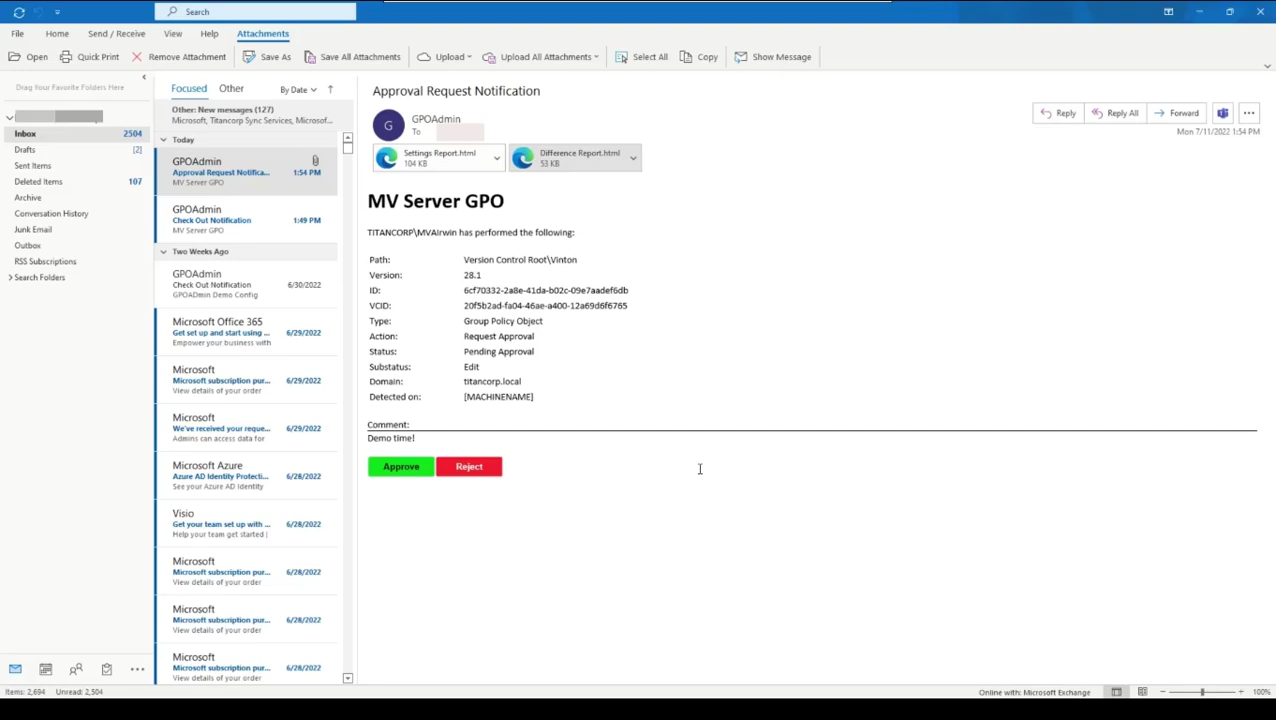 Search
File Home Send / Receive View Help Attachments
Open Quick Print Remove Attachment Save As Save All Attachments Upload Upload All Attachments Select All Copy Show Message
Drag Your Favorite Folders Here
Inbox 2504
Drafts [2]
Sent Items
Deleted Items 107
Archive
Conversation History
Junk Email
Outbox
RSS Subscriptions
Search Folders
Focused Other By Date
Other: New messages (127)
Microsoft, Titancorp Sync Services, Microsof...
Today
GPOAdmin
Approval Request Notifica... 1:54 PM
MV Server GPO
GPOAdmin
Check Out Notification 1:49 PM
MV Server GPO
Two Weeks Ago
GPOAdmin
Check Out Notification 6/30/2022
GPOADmin Demo Config
Microsoft Office 365
Get set up and start using ... 6/29/2022
Empower your business with
Microsoft
Microsoft subscription pur... 6/29/2022
View details of your order
Microsoft
We've received your reque... 6/29/2022
Admins can access data for
Microsoft Azure
Azure AD Identity Protecti... 6/28/2022
See your Azure AD Identity
Visio
Get your team set up with ... 6/28/2022
Help your team get started |
Microsoft
Microsoft subscription pur... 6/28/2022
View details of your order
Microsoft
Microsoft subscription pur... 6/28/2022
View details of your order
Microsoft
Microsoft subscription pur... 6/28/2022
View details of your order
Approval Request Notification
G
GPOAdmin
To
Reply Reply All Forward
Mon 7/11/2022 1:54 PM
Settings Report.html
104 KB
Difference Report.html
53 KB
MV Server GPO
TITANCORP\MVAIrwin has performed the following:
Path: Version Control Root\Vinton
Version: 28.1
ID: 6cf70332-2a8e-41da-b02c-09e7aadef6db
VCID: 20f5b2ad-fa04-46ae-a400-12a69d6f6765
Type: Group Policy Object
Action: Request Approval
Status: Pending Approval
Substatus: Edit
Domain: titancorp.local
Detected on: [MACHINENAME]
Comment:
Demo time!
Approve Reject
Items: 2,694 Unread: 2,504
Online with: Microsoft Exchange
100%